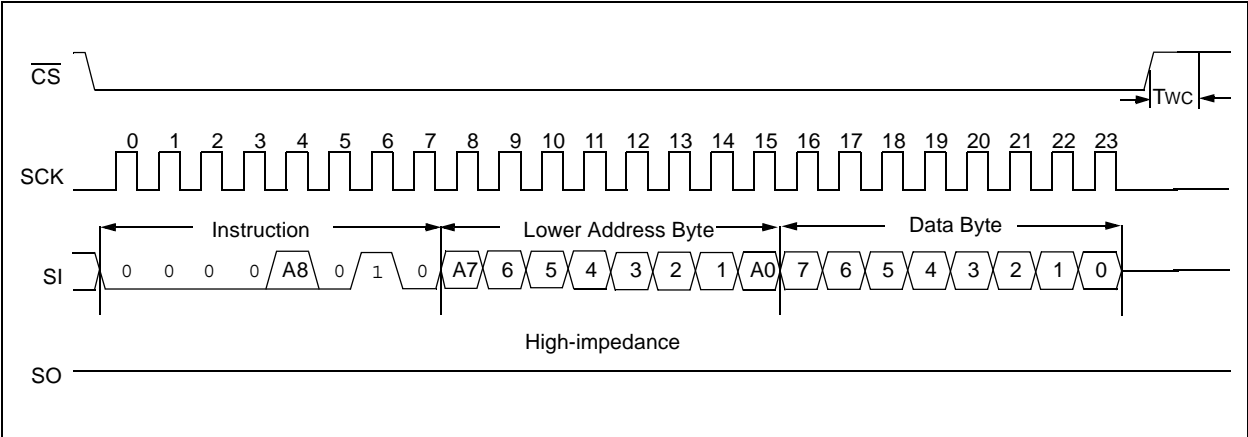 CS
TWC
0 1 2 3 4 5 6 7 8 9 10 11 12 13 14 15 16 17 18 19 20 21 22 23
SCK
Instruction Lower Address Byte Data Byte
SI 0 0 0 0 A8 0 1 0 A7 6 5 4 3 2 1 A0 7 6 5 4 3 2 1 0
High-impedance
SO